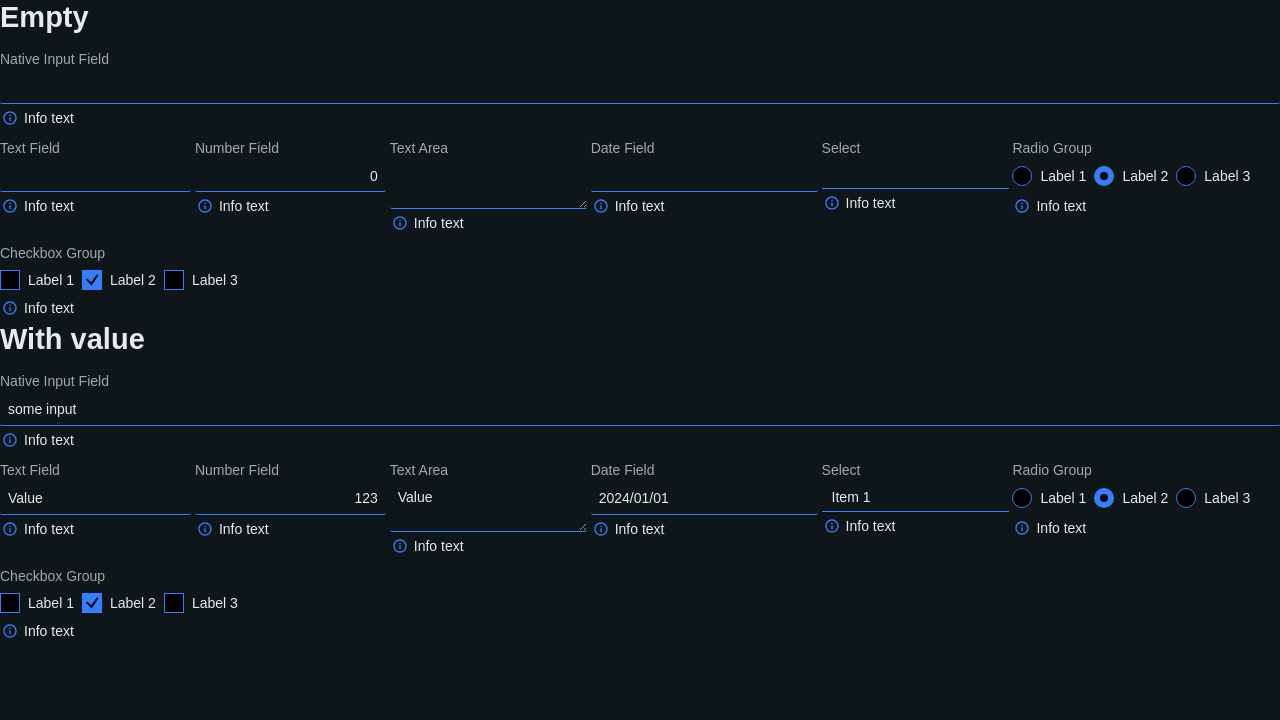 Empty
Native Input Field
Info text
Text Field Number Field Text Area Date Field Select Radio Group
0 Label 1 Label 2 Label 3
Info text Info text Info text Info text Info text Info text
Checkbox Group
Label 1 Label 2 Label 3
Info text
With value
Native Input Field
some input
Info text
Text Field Number Field Text Area Date Field Select Radio Group
Value 123 Value 2024/01/01 Item 1 Label 1 Label 2 Label 3
Info text Info text Info text Info text Info text Info text
Checkbox Group
Label 1 Label 2 Label 3
Info text